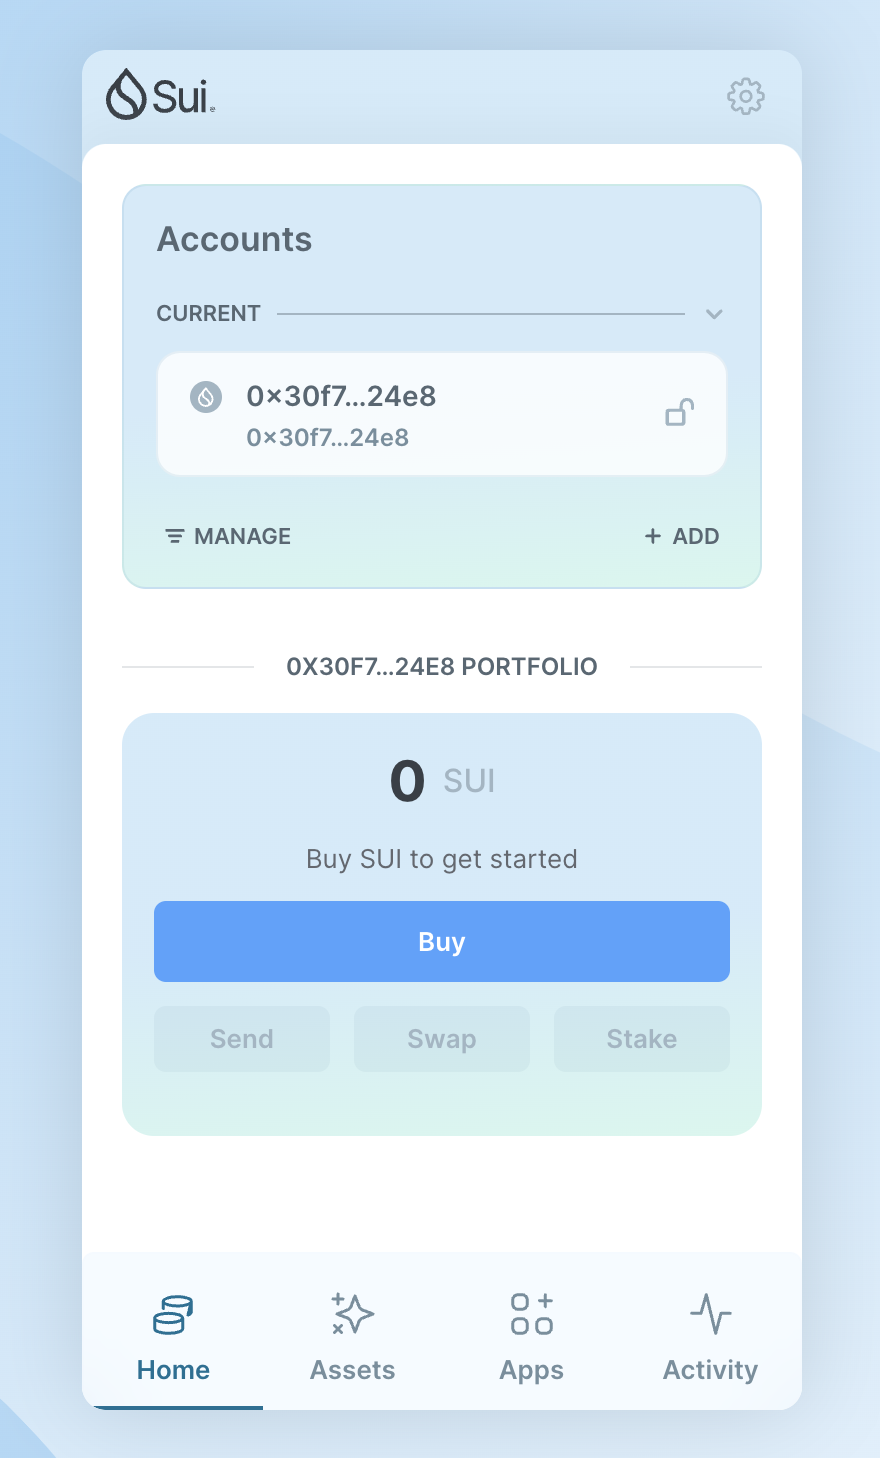 Sui
Accounts
CURRENT
0×30f7...24e8
0×30f7...24e8
MANAGE
+ ADD
0X30F7...24E8 PORTFOLIO
0 SUI
Buy SUI to get started
Buy
Send Swap Stake
Home Assets Apps Activity